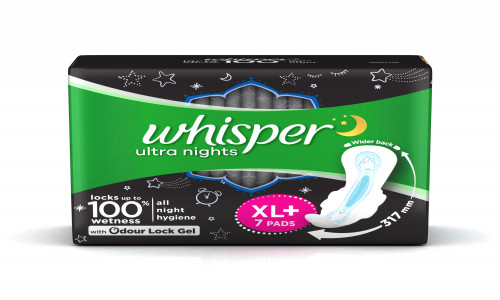 whisper
ultra nights
Wider back
317 mm
locks up to
100%
wetness
all
night
hygiene
with Odour Lock Gel
XL+
7 PADS